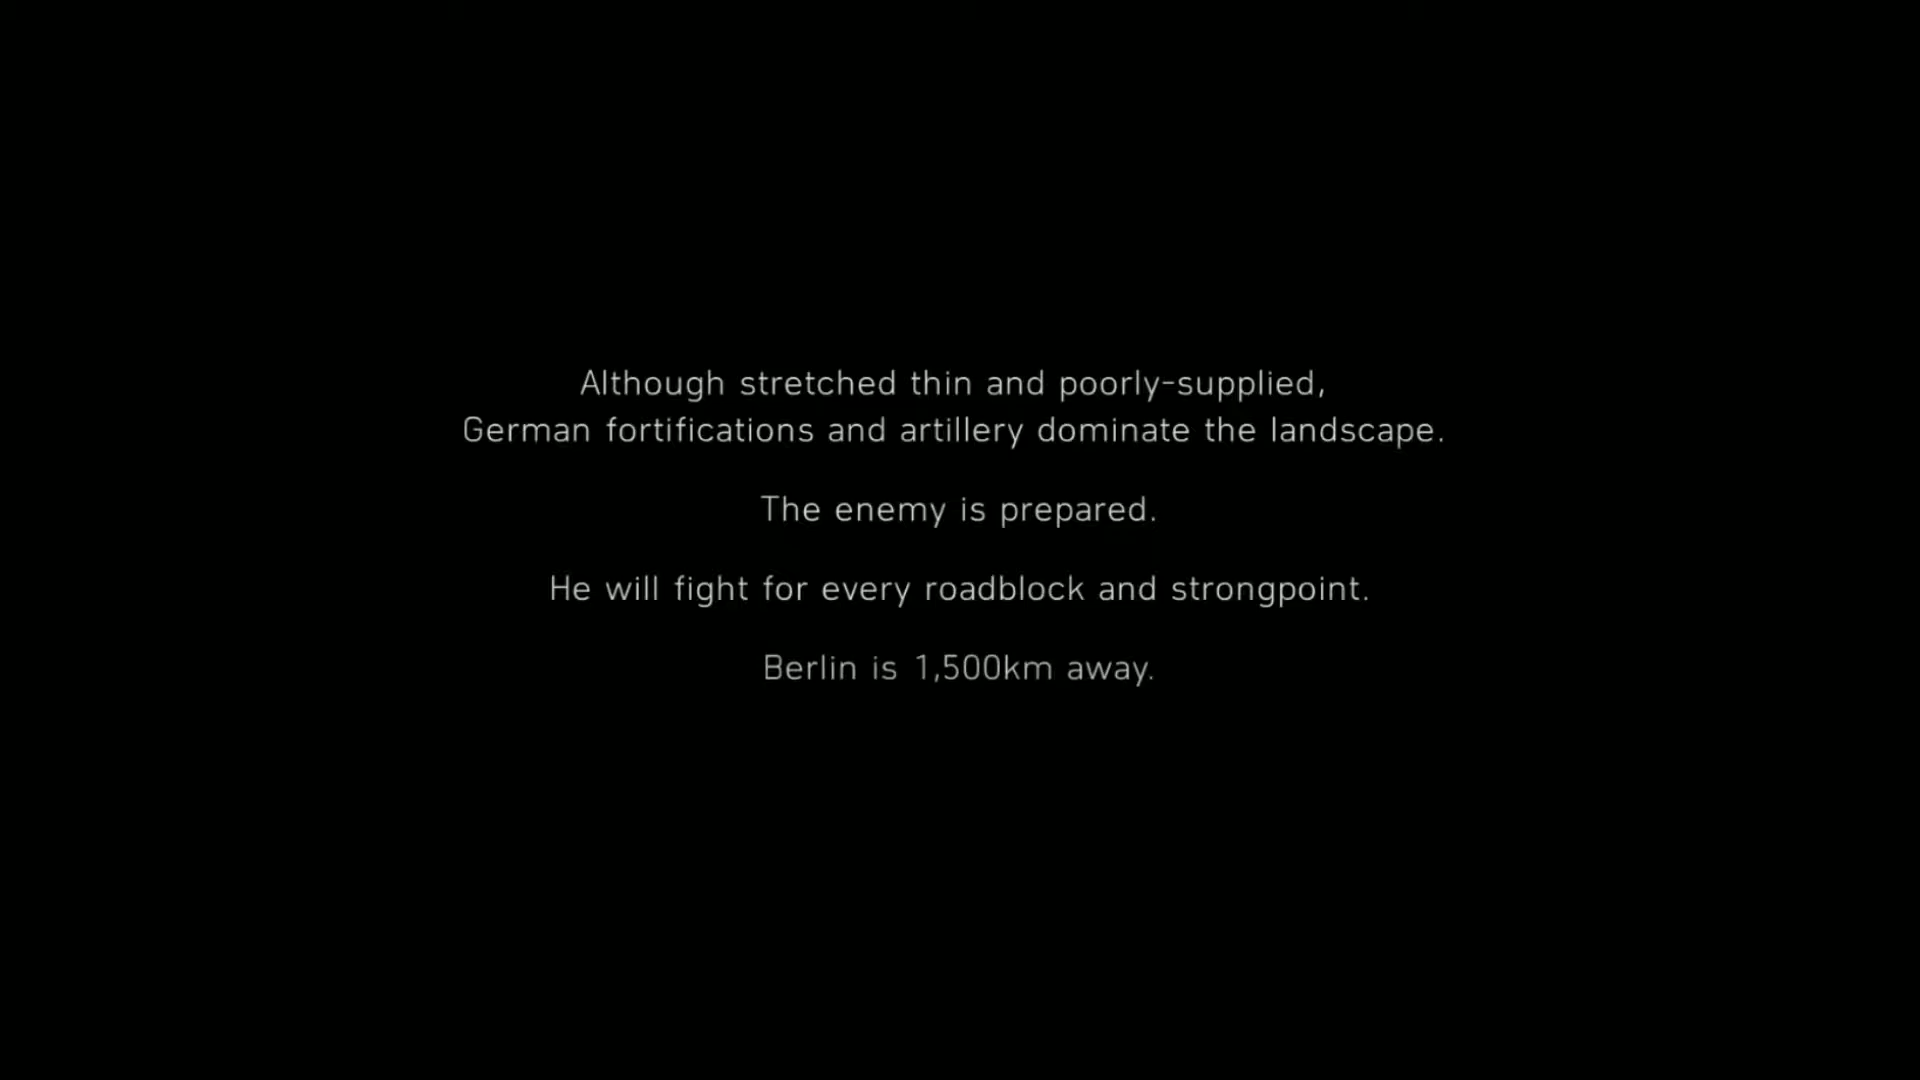 Although stretched thin and poorly-supplied,
German fortifications and artillery dominate the landscape.
The enemy is prepared.
He will fight for every roadblock and strongpoint.
Berlin is 1,500km away.